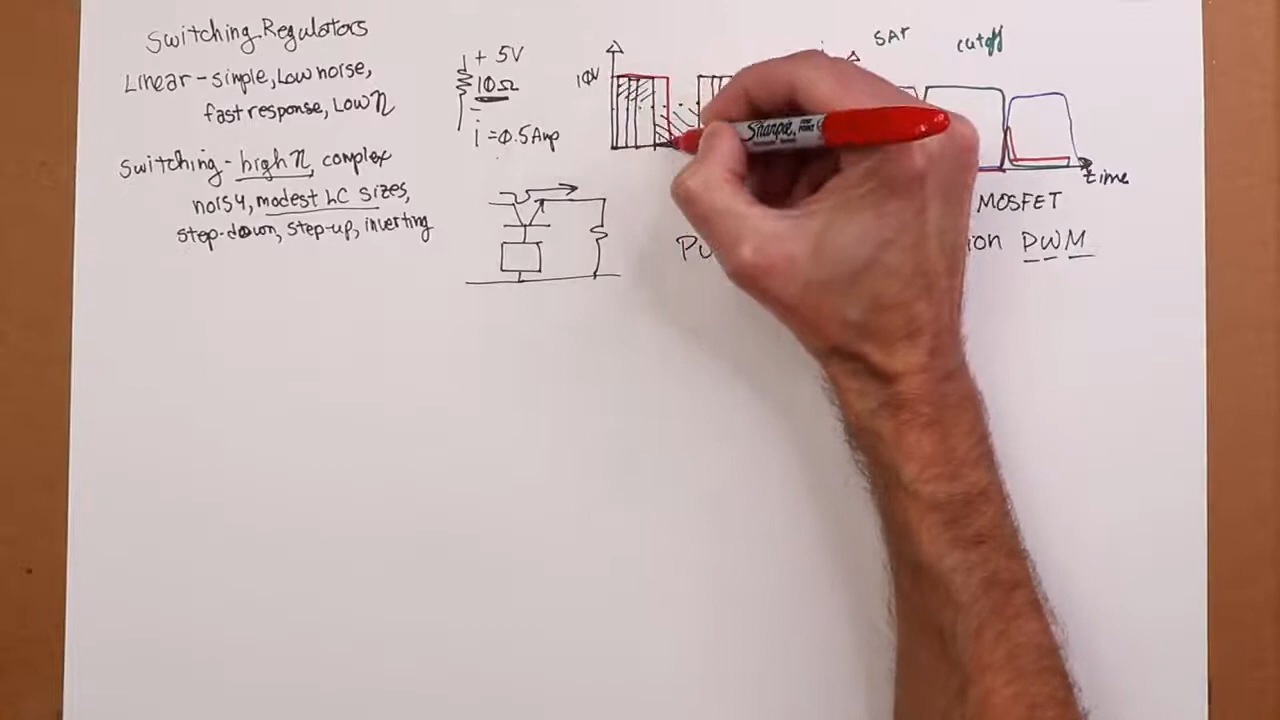 Switching Regulators
Linear - simple, Low noise,
fast response, Low η
Switching - high η, complex
noisy, modest LC sizes,
step-down, step-up, inverting
+ 5V
10Ω
-
i = 0.5 Amp
10V
i
SAT
cutoff
time
MOSFET
PWM
Sharpie